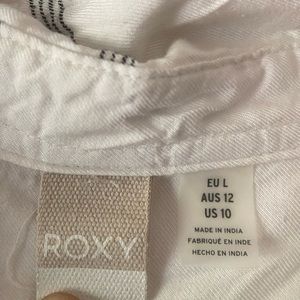 ROXY
EU L
AUS 12
US 10
MADE IN INDIA
FABRIQUÉ EN INDE
HECHO EN INDIA